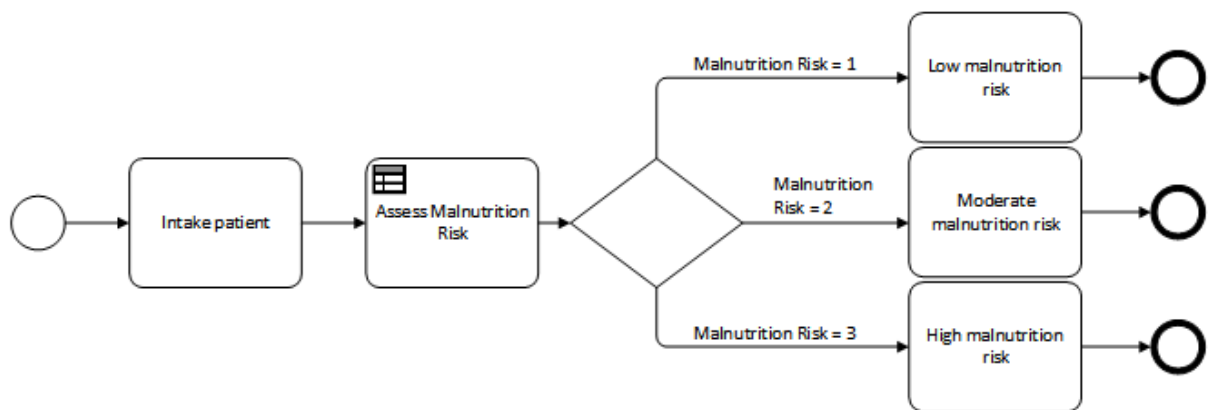 Malnutrition Risk = 1
Low malnutrition
risk
Intake patient
Assess Malnutrition
Risk
Malnutrition
Risk = 2
Moderate
malnutrition risk
Malnutrition Risk = 3
High malnutrition
risk